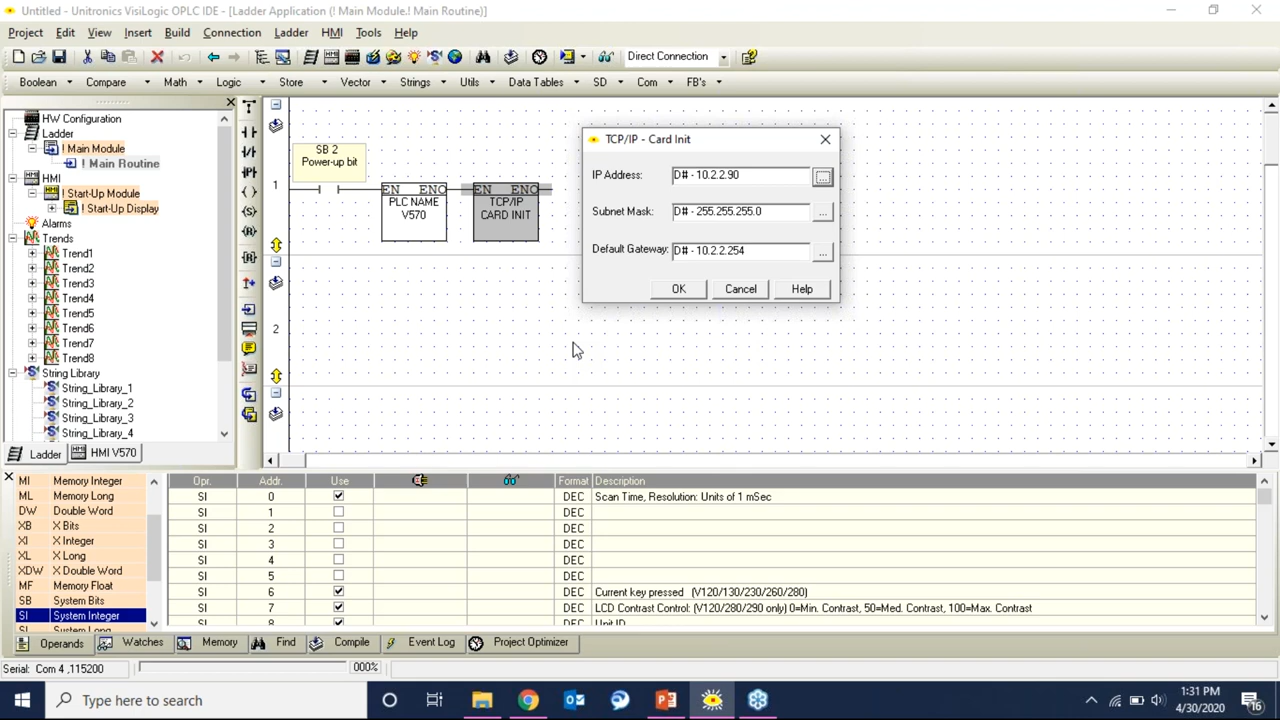 Untitled - Unitronics VisiLogic OPLC IDE - [Ladder Application (! Main Module.! Main Routine)]
Project Edit View Insert Build Connection Ladder HMI Tools Help
Direct Connection
Boolean Compare Math Logic Store Vector Strings Utils Data Tables SD Com FB's
HW Configuration
Ladder
! Main Module
! Main Routine
HMI
! Start-Up Module
! Start-Up Display
Alarms
Trends
Trend1
Trend2
Trend3
Trend4
Trend5
Trend6
Trend7
Trend8
String Library
String_Library_1
String_Library_2
String_Library_3
String_Library_4
Ladder HMI V570
1
SB 2
Power-up bit
EN ENO
PLC NAME
V570
EN ENO
TCP/IP
CARD INIT
2
TCP/IP - Card Init
IP Address: D# - 10.2.2.90 ...
Subnet Mask: D# - 255.255.255.0 ...
Default Gateway: D# - 10.2.2.254 ...
OK Cancel Help
MI Memory Integer
ML Memory Long
DW Double Word
XB X Bits
XI X Integer
XL X Long
XDW X Double Word
MF Memory Float
SB System Bits
SI System Integer
SL System Long
Opr. Addr. Use Format Description
SI 0 DEC Scan Time, Resolution: Units of 1 mSec
SI 1 DEC
SI 2 DEC
SI 3 DEC
SI 4 DEC
SI 5 DEC
SI 6 DEC Current key pressed (V120/130/230/260/280)
SI 7 DEC LCD Contrast Control: (V120/280/290 only) 0=Min. Contrast, 50=Med. Contrast, 100=Max. Contrast
SI 8 DEC Unit ID
Operands Watches Memory Find Compile Event Log Project Optimizer
Serial: Com 4 ,115200 000%
Type here to search
1:31 PM
4/30/2020
16